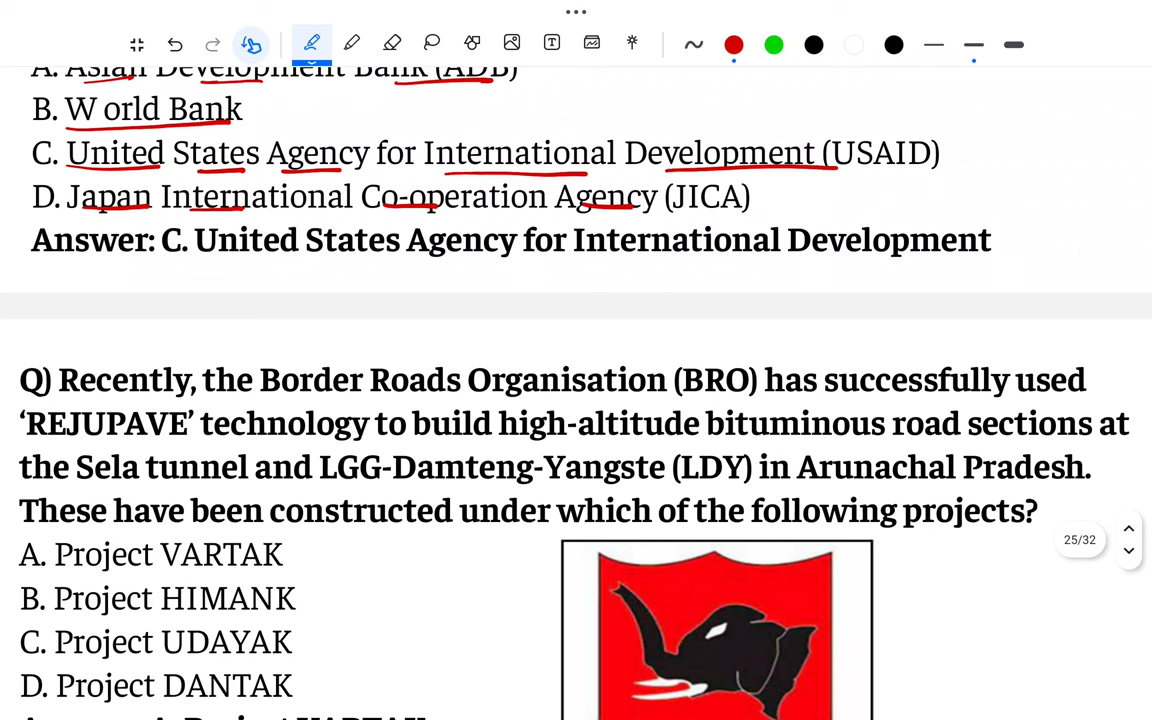 A. Asian Development Bank (ADB)
B. W orld Bank
C. United States Agency for International Development (USAID)
D. Japan International Co-operation Agency (JICA)
Answer: C. United States Agency for International Development
Q) Recently, the Border Roads Organisation (BRO) has successfully used
‘REJUPAVE’ technology to build high-altitude bituminous road sections at
the Sela tunnel and LGG-Damteng-Yangste (LDY) in Arunachal Pradesh.
These have been constructed under which of the following projects?
25/32
A. Project VARTAK
B. Project HIMANK
C. Project UDAYAK
D. Project DANTAK
Answer: A. Project VARTAK